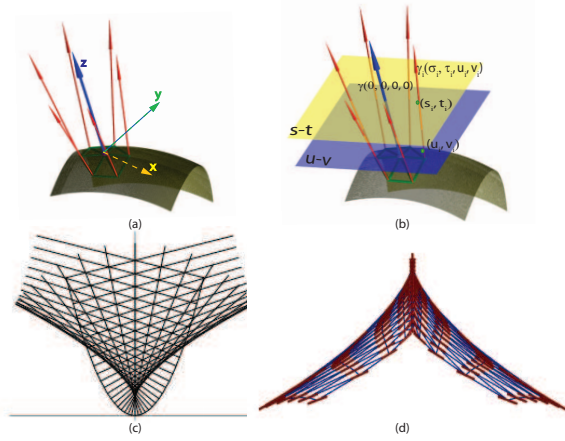 z
y
x
(a)
γᵢ(σᵢ, τᵢ, uᵢ, vᵢ)
γ(0, 0, 0, 0)
(sᵢ, tᵢ)
s-t
(uᵢ, vᵢ)
u-v
(b)
(c)
(d)